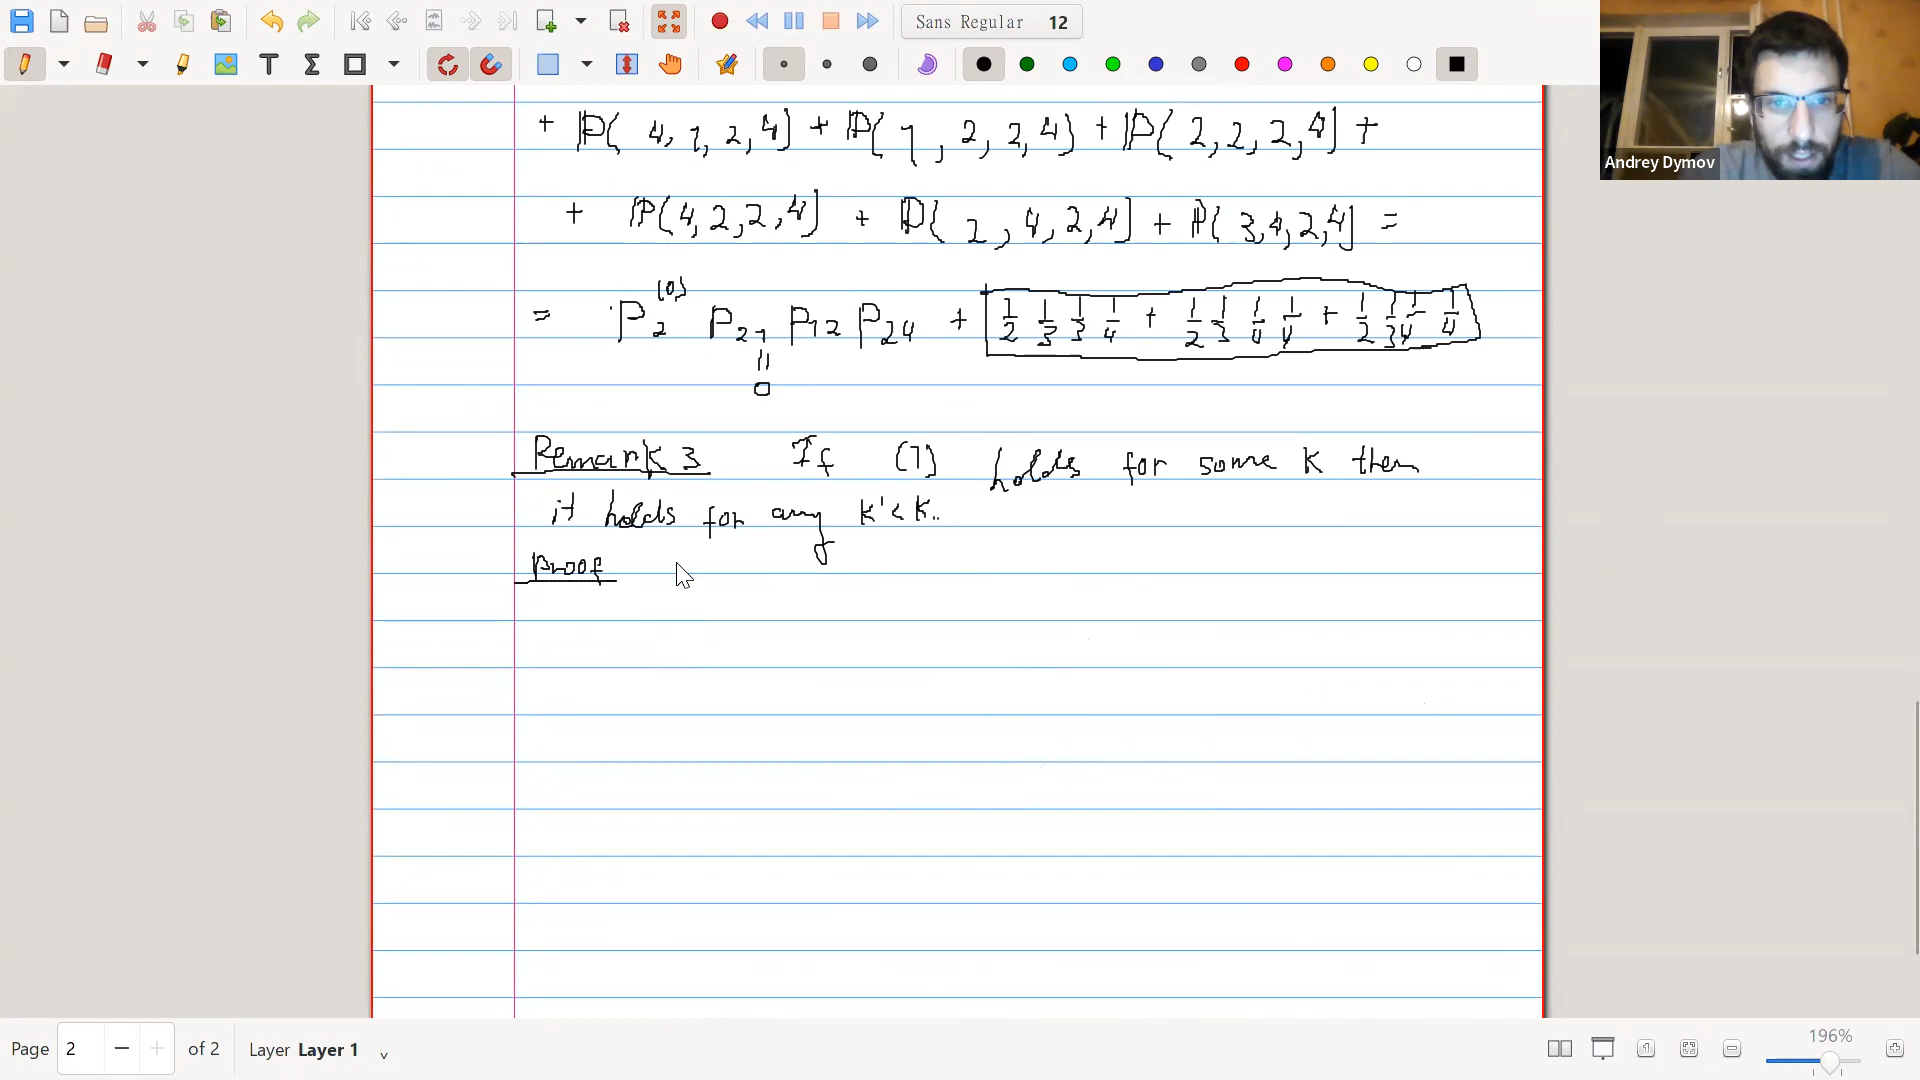 Sans Regular 12
Andrey Dymov
+ P( 4, 1, 2, 4) + P( 1, 2, 2, 4) + P( 2, 2, 2, 4) +
+ P(4, 2, 2, 4) + P( 2, 4, 2, 4) + P( 3, 4, 2, 4) =
= P₂⁽⁰⁾ P₂₁ P₁₂ P₂₄ + 1/2 1/3 1/3 1/4 + 1/2 1/3 1/4 1/4 + 1/2 1/3 1/4 1/4
=
0
Remark 3 If (1) holds for some K then
it holds for any K' < K.
Proof
Page 2 of 2 Layer Layer 1 196%